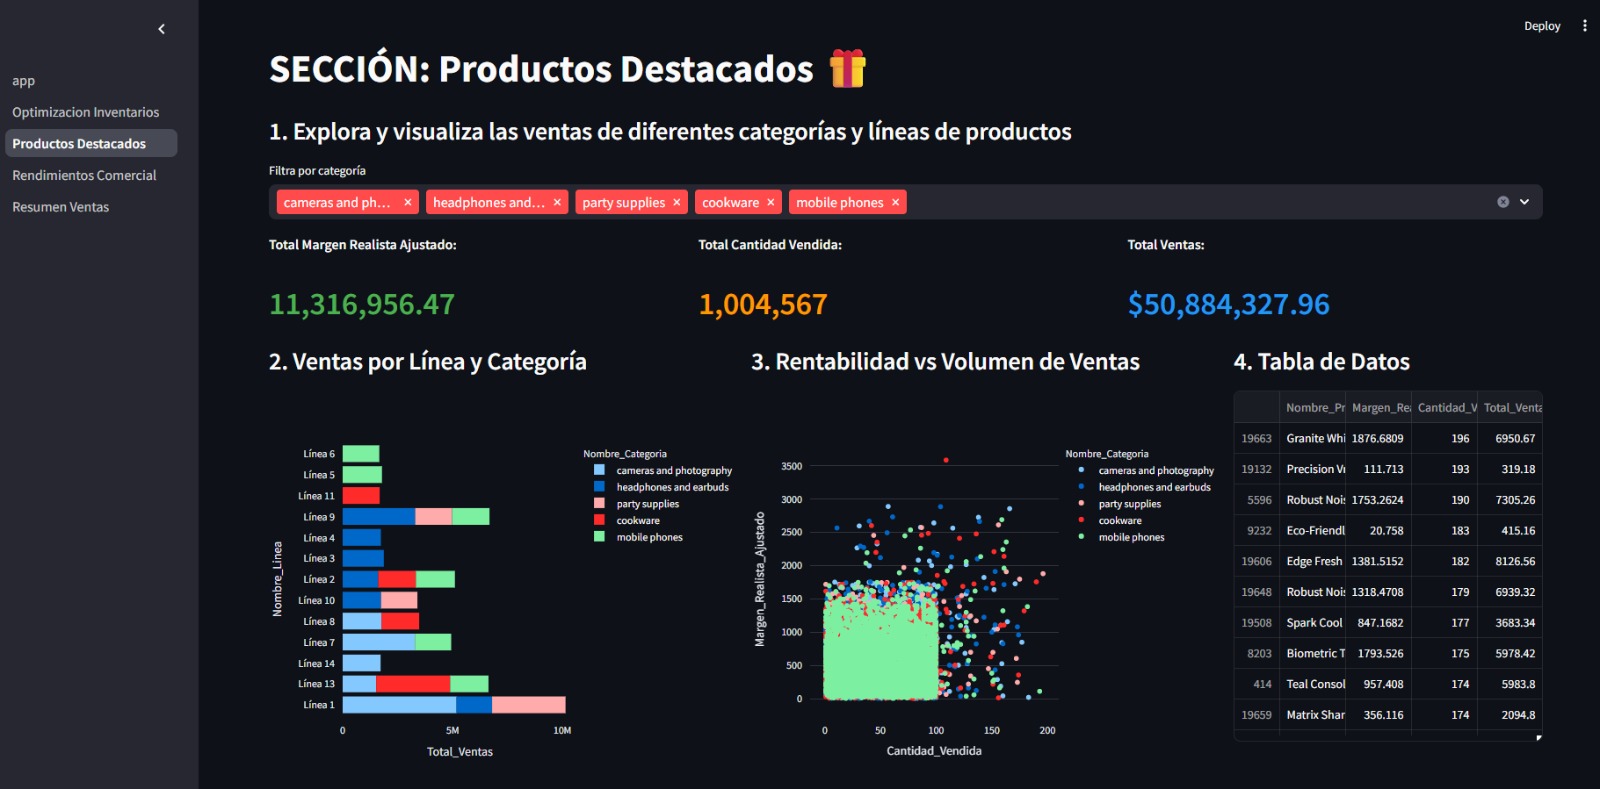 Deploy
app
Optimizacion Inventarios
Productos Destacados
Rendimientos Comercial
Resumen Ventas
SECCIÓN: Productos Destacados
1. Explora y visualiza las ventas de diferentes categorías y líneas de productos
Filtra por categoría
cameras and ph... ×
headphones and... ×
party supplies ×
cookware ×
mobile phones ×
Total Margen Realista Ajustado:
11,316,956.47
Total Cantidad Vendida:
1,004,567
Total Ventas:
$50,884,327.96
2. Ventas por Línea y Categoría
Nombre_Linea
Línea 6
Línea 5
Línea 11
Línea 9
Línea 4
Línea 3
Línea 2
Línea 10
Línea 8
Línea 7
Línea 14
Línea 13
Línea 1
0 5M 10M
Total_Ventas
Nombre_Categoria
cameras and photography
headphones and earbuds
party supplies
cookware
mobile phones
3. Rentabilidad vs Volumen de Ventas
Margen_Realista_Ajustado
3500
3000
2500
2000
1500
1000
500
0
0 50 100 150 200
Cantidad_Vendida
Nombre_Categoria
cameras and photography
headphones and earbuds
party supplies
cookware
mobile phones
4. Tabla de Datos
Nombre_Pr Margen_Rea Cantidad_V Total_Venta
19663 Granite Whi 1876.6809 196 6950.67
19132 Precision Vi 111.713 193 319.18
5596 Robust Nois 1753.2624 190 7305.26
9232 Eco-Friendl 20.758 183 415.16
19606 Edge Fresh 1381.5152 182 8126.56
19648 Robust Nois 1318.4708 179 6939.32
19508 Spark Cool 847.1682 177 3683.34
8203 Biometric T 1793.526 175 5978.42
414 Teal Consol 957.408 174 5983.8
19659 Matrix Shar 356.116 174 2094.8